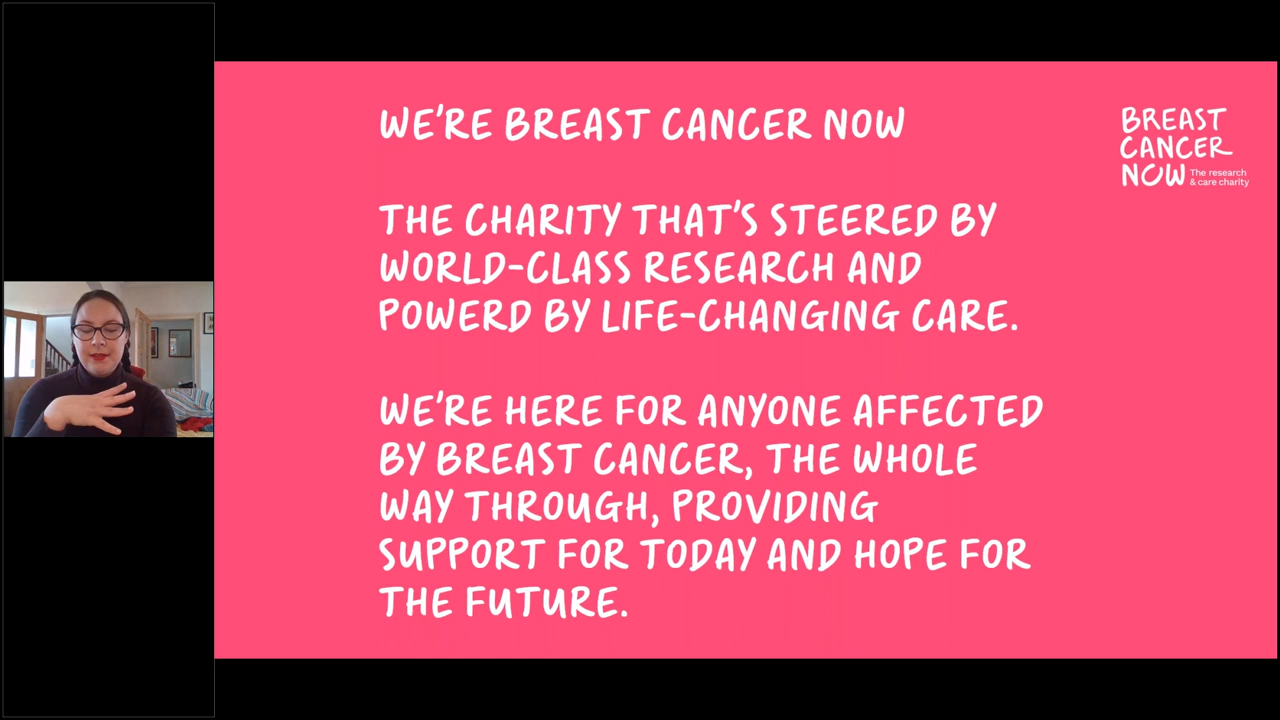 WE'RE BREAST CANCER NOW
THE CHARITY THAT'S STEERED BY
WORLD-CLASS RESEARCH AND
POWERD BY LIFE-CHANGING CARE.
WE'RE HERE FOR ANYONE AFFECTED
BY BREAST CANCER, THE WHOLE
WAY THROUGH, PROVIDING
SUPPORT FOR TODAY AND HOPE FOR
THE FUTURE.
BREAST
CANCER
NOW
The research
& care charity